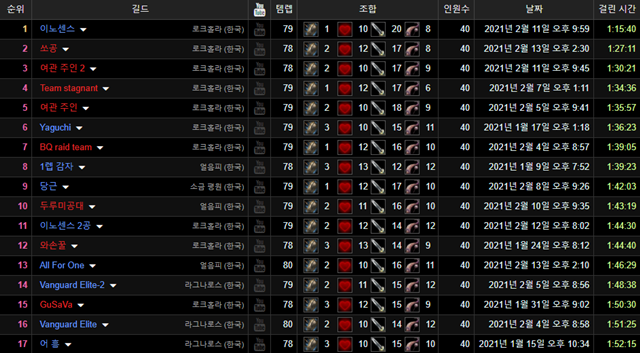 순위 길드 You Tube 템렙 조합 인원수 날짜 걸린 시간
1 이노센스 로크홀라 (한국) 79 1 10 20 8 40 2021년 2월 11일 오후 9:59 1:15:40
2 쏘공 로크홀라 (한국) 78 2 12 17 8 40 2021년 2월 13일 오후 2:30 1:27:11
3 여관 주인 2 로크홀라 (한국) 78 2 10 17 9 40 2021년 2월 11일 오후 9:45 1:30:21
4 Team stagnant 로크홀라 (한국) 79 1 12 17 6 40 2021년 2월 7일 오후 1:11 1:34:36
5 여관 주인 로크홀라 (한국) 79 2 10 18 9 40 2021년 2월 5일 오후 9:41 1:35:57
6 Yaguchi 로크홀라 (한국) 79 3 10 15 11 40 2021년 1월 17일 오후 1:18 1:36:23
7 BQ raid team 로크홀라 (한국) 79 1 12 16 10 40 2021년 2월 4일 오후 8:57 1:39:05
8 1렙 감자 얼음피 (한국) 78 3 13 12 12 40 2021년 1월 9일 오후 7:52 1:39:23
9 당근 소금 평원 (한국) 79 1 12 17 10 40 2021년 1월 28일 오후 9:26 1:42:03
10 두루미공대 얼음피 (한국) 79 2 11 16 10 40 2021년 2월 10일 오후 9:35 1:43:19
11 이노센스 2공 로크홀라 (한국) 79 2 12 14 12 40 2021년 2월 12일 오후 8:02 1:44:30
12 와손꿀 로크홀라 (한국) 78 3 13 14 9 40 2021년 1월 24일 오후 8:12 1:44:40
13 All For One 얼음피 (한국) 80 2 10 16 11 40 2021년 2월 13일 오후 2:10 1:46:29
14 Vanguard Elite-2 라그나로스 (한국) 79 2 11 15 12 40 2021년 2월 5일 오후 8:56 1:48:38
15 GuSaVa 로크홀라 (한국) 78 3 12 15 9 40 2021년 1월 31일 오후 9:02 1:50:30
16 Vanguard Elite 라그나로스 (한국) 80 2 10 14 12 40 2021년 2월 4일 오후 8:58 1:51:25
17 어 흥 라그나로스 (한국) 78 3 10 15 12 40 2021년 1월 15일 오후 10:34 1:52:15